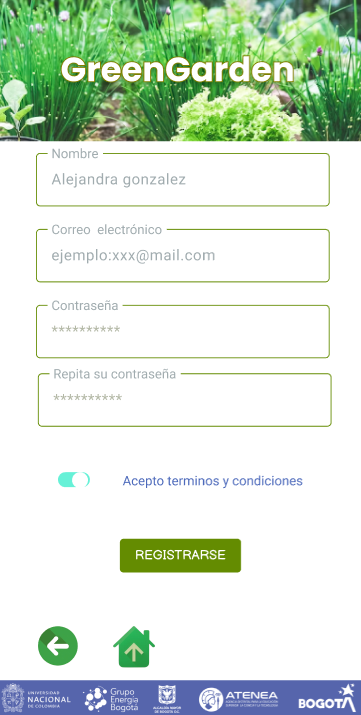 GreenGarden
Nombre
Alejandra gonzalez
Correo electrónico
ejemplo:xxx@mail.com
Contraseña
**********
Repita su contraseña
**********
Acepto terminos y condiciones
REGISTRARSE
UNIVERSIDAD
NACIONAL
DE COLOMBIA
Grupo
Energía
Bogotá
ALCALDÍA MAYOR
DE BOGOTÁ D.C.
ATENEA
BOGOTÁ